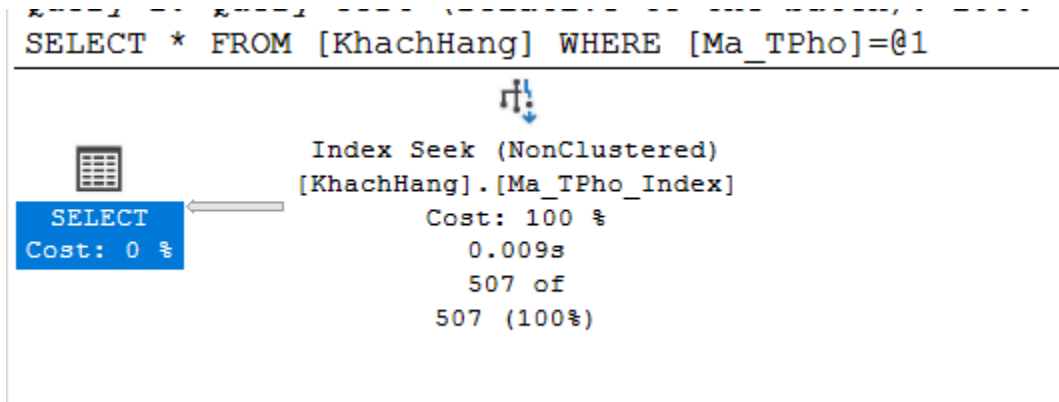 SELECT * FROM [KhachHang] WHERE [Ma_TPho]=@1
Index Seek (NonClustered)
[KhachHang].[Ma_TPho_Index]
Cost: 100 %
0.009s
507 of
507 (100%)
SELECT
Cost: 0 %